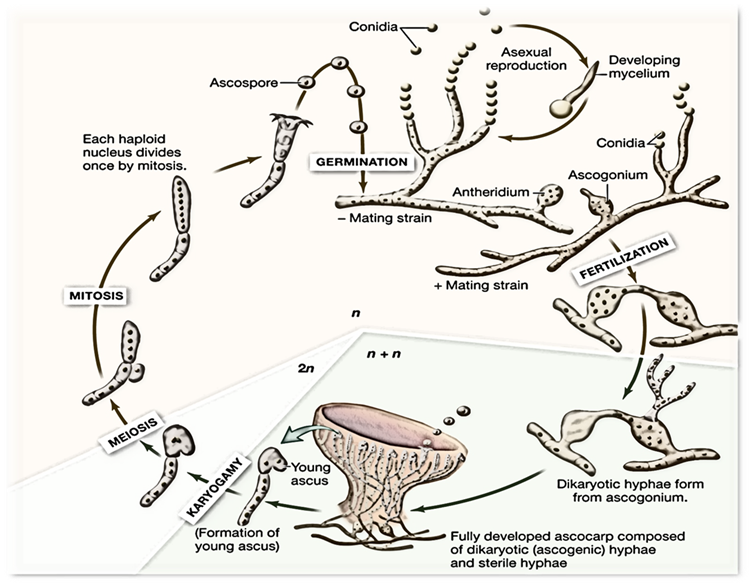 Conidia
Asexual
reproduction
Developing
mycelium
Ascospore
Each haploid
nucleus divides
once by mitosis.
GERMINATION
Conidia
Antheridium
Ascogonium
– Mating strain
FERTILIZATION
+ Mating strain
MITOSIS
n
n + n
2n
MEIOSIS
KARYOGAMY
Young
ascus
(Formation of
young ascus)
Dikaryotic hyphae form
from ascogonium.
Fully developed ascocarp composed
of dikaryotic (ascogenic) hyphae
and sterile hyphae